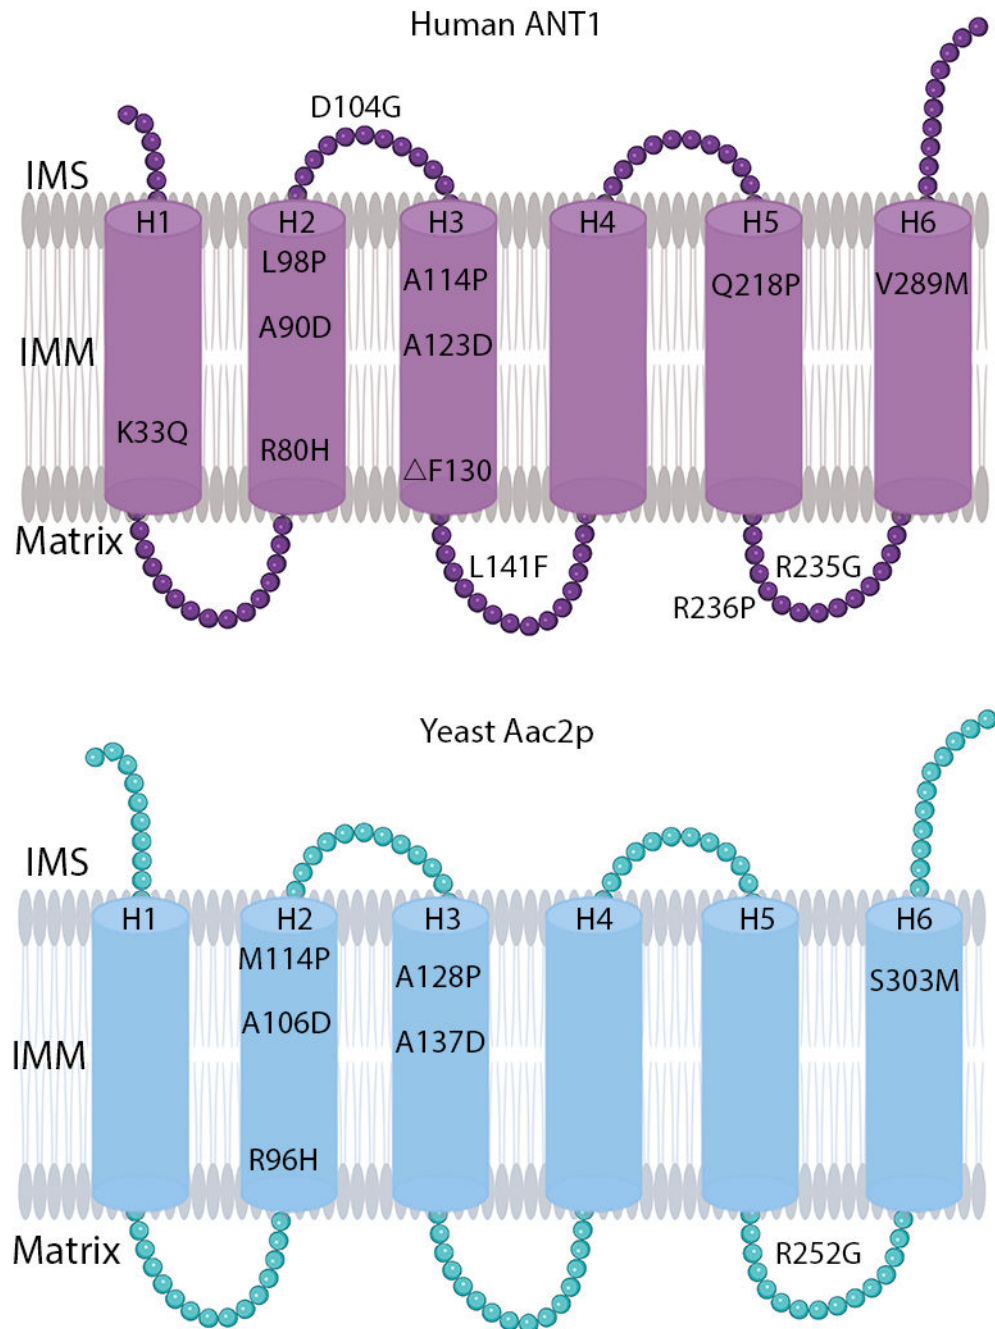 Human ANT1
D104G
IMS
H1 H2 H3 H4 H5 H6
L98P
A114P Q218P V289M
A90D A123D
IMM
K33Q
R80H △F130
Matrix
L141F R235G
R236P
Yeast Aac2p
IMS
H1 H2 H3 H4 H5 H6
M114P
A128P S303M
A106D A137D
IMM
R96H
Matrix R252G